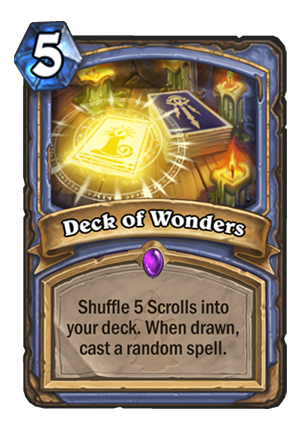 5
Deck of Wonders
Shuffle 5 Scrolls into
your deck. When drawn,
cast a random spell.